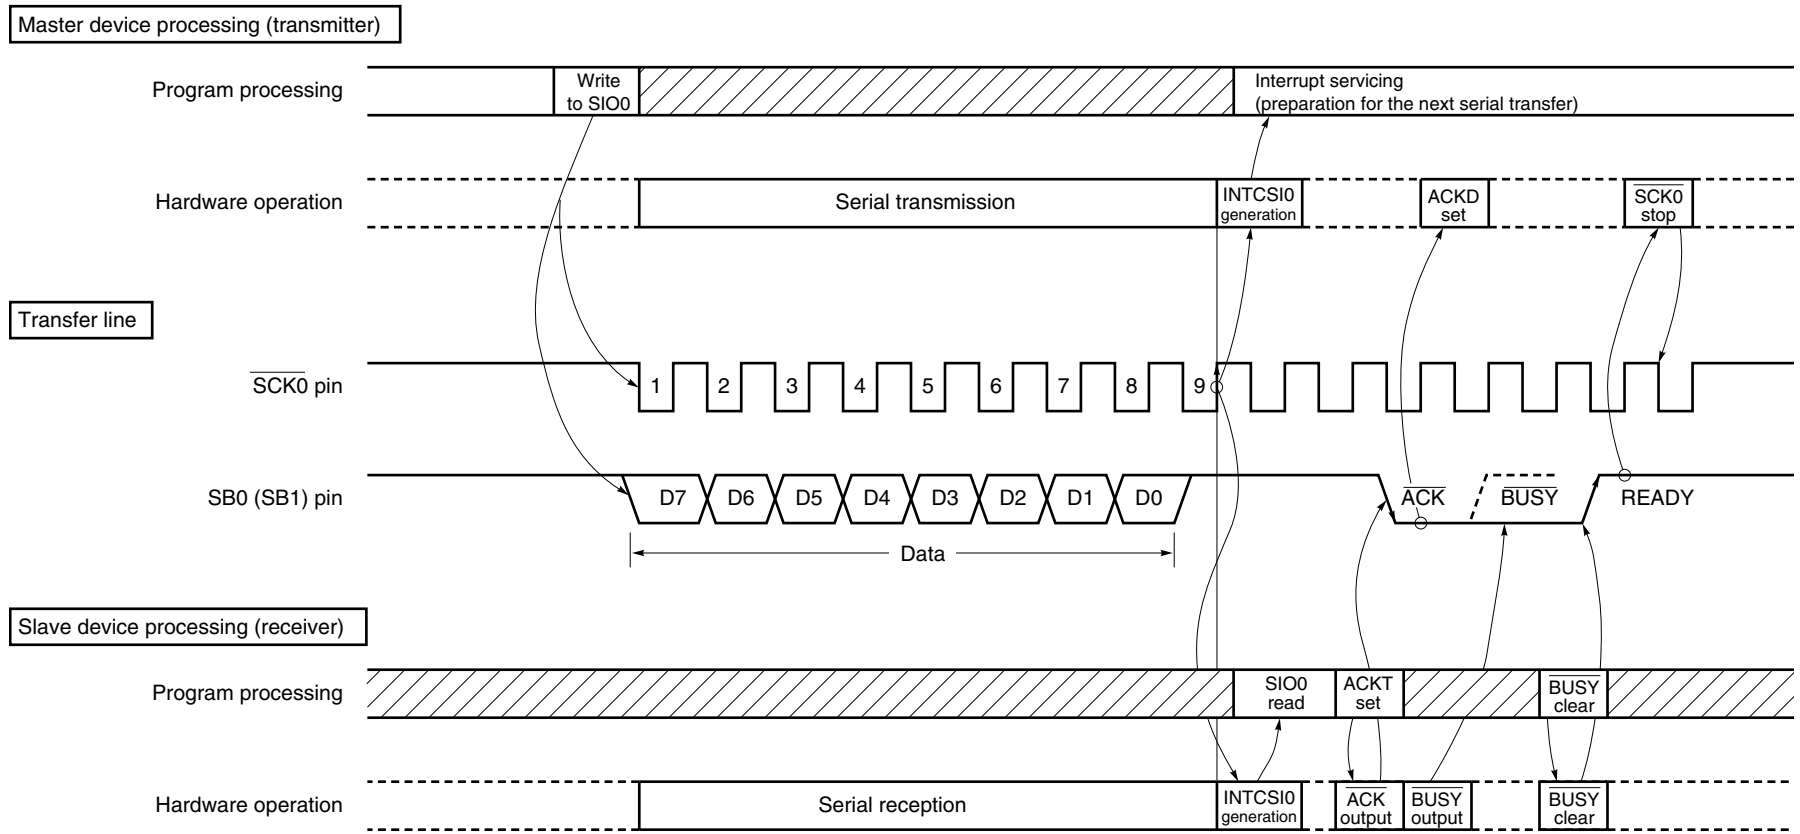 Master device processing (transmitter)
Program processing
Write
to SIO0
Interrupt servicing
(preparation for the next serial transfer)
Hardware operation
Serial transmission
INTCSI0
generation
ACKD
set
SCK0
stop
Transfer line
SCK0 pin
1 2 3 4 5 6 7 8 9
SB0 (SB1) pin
D7 D6 D5 D4 D3 D2 D1 D0
ACK
BUSY
READY
Data
Slave device processing (receiver)
Program processing
SIO0
read
ACKT
set
BUSY
clear
Hardware operation
Serial reception
INTCSI0
generation
ACK
output
BUSY
output
BUSY
clear